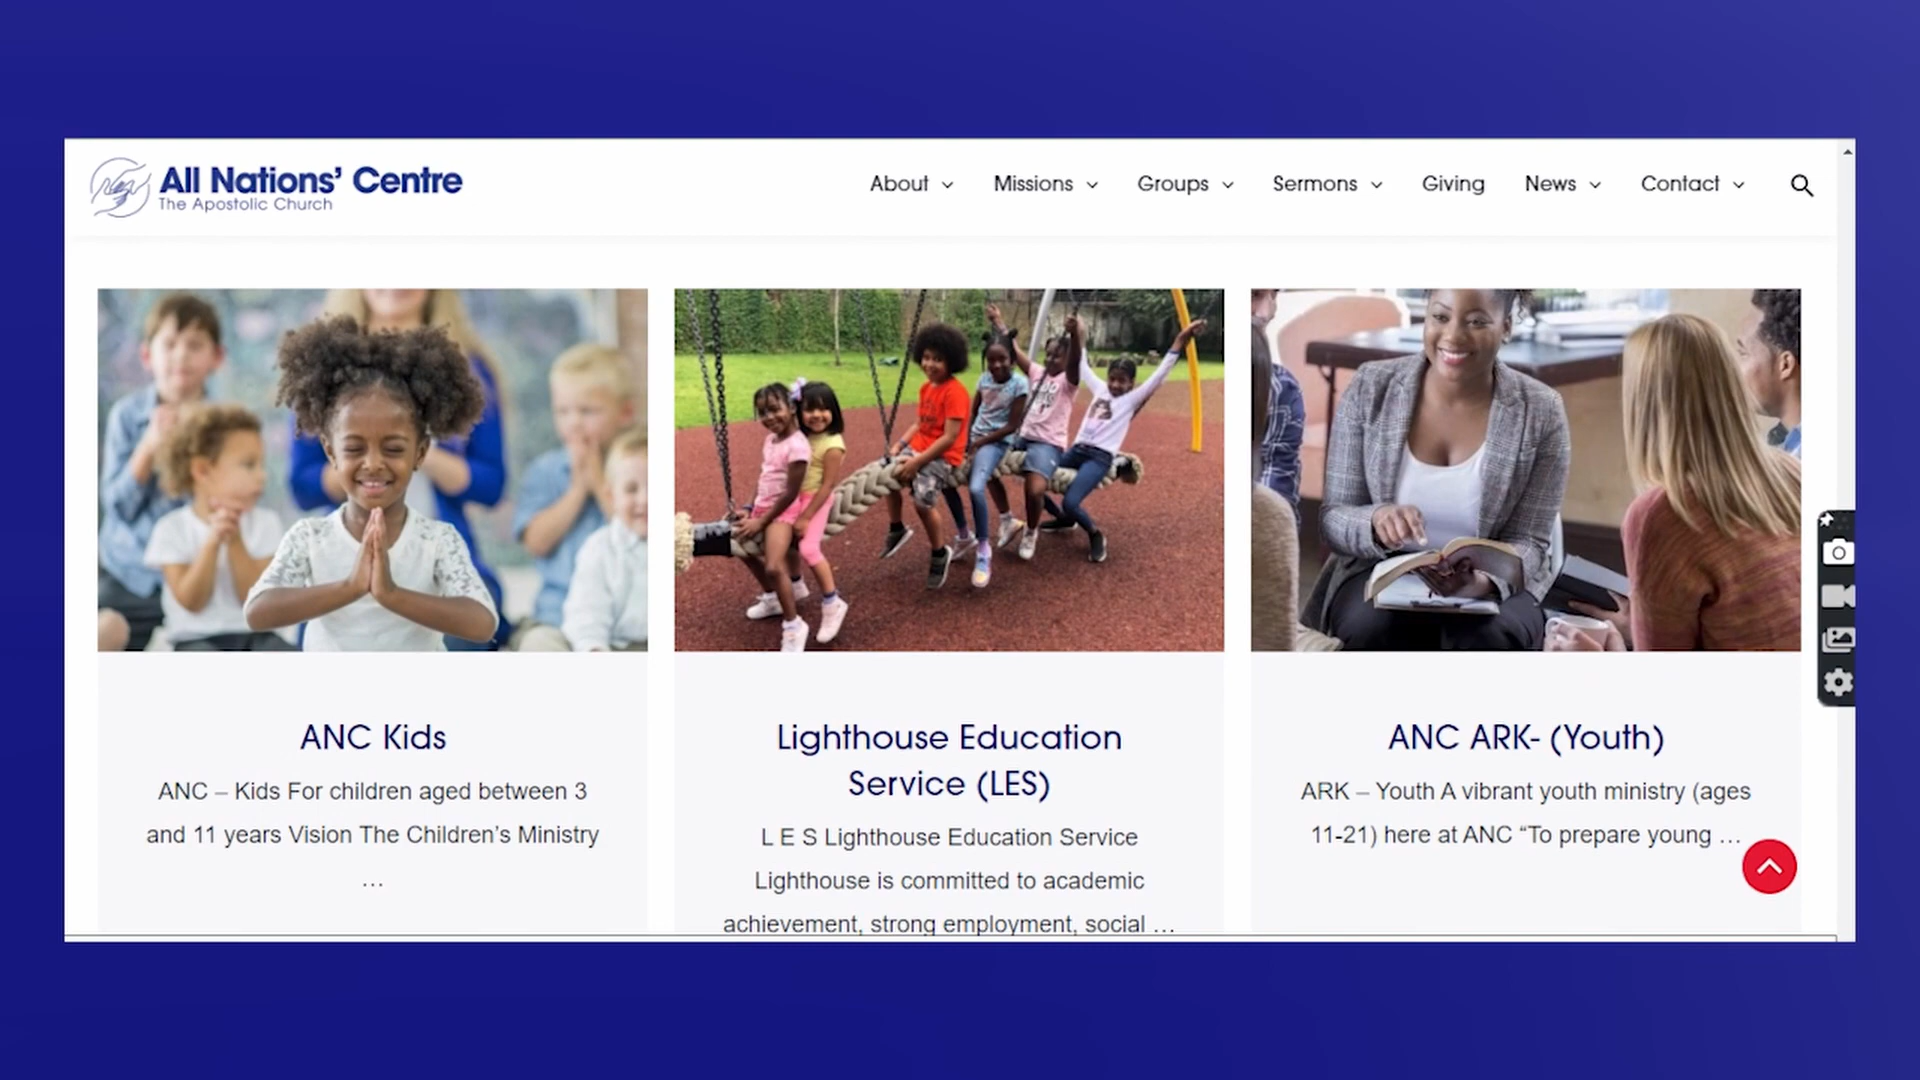 All Nations’ Centre
The Apostolic Church
About
Missions
Groups
Sermons
Giving
News
Contact
ANC Kids
ANC – Kids For children aged between 3
and 11 years Vision The Children’s Ministry
…
Lighthouse Education
Service (LES)
L E S Lighthouse Education Service
Lighthouse is committed to academic
achievement, strong employment, social …
ANC ARK- (Youth)
ARK – Youth A vibrant youth ministry (ages
11-21) here at ANC “To prepare young …